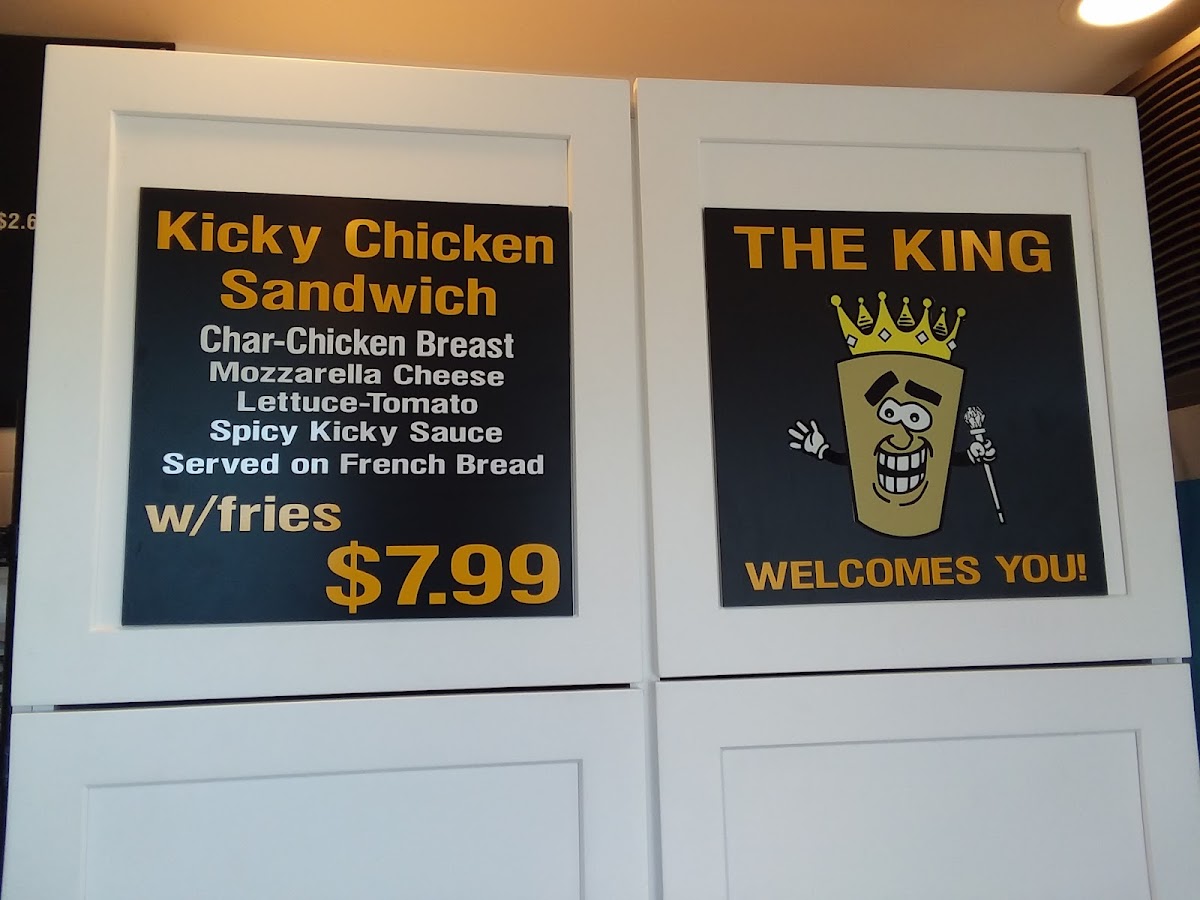 Kicky Chicken
Sandwich
Char-Chicken Breast
Mozzarella Cheese
Lettuce-Tomato
Spicy Kicky Sauce
Served on French Bread
w/fries
$7.99
THE KING
WELCOMES YOU!